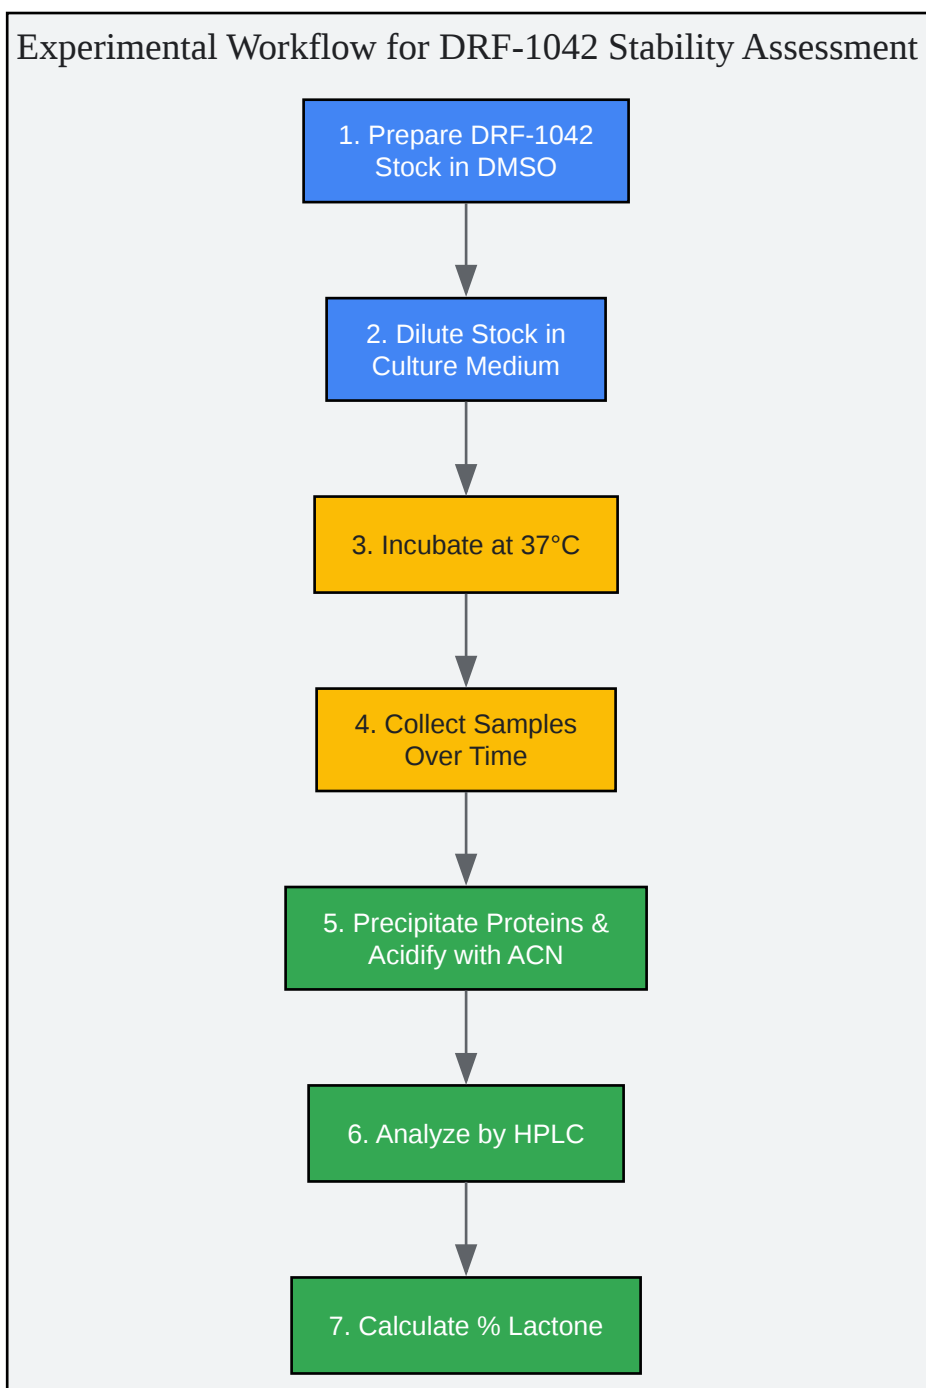 Experimental Workflow for DRF-1042 Stability Assessment
1. Prepare DRF-1042
Stock in DMSO
2. Dilute Stock in
Culture Medium
3. Incubate at 37°C
4. Collect Samples
Over Time
5. Precipitate Proteins &
Acidify with ACN
6. Analyze by HPLC
7. Calculate % Lactone